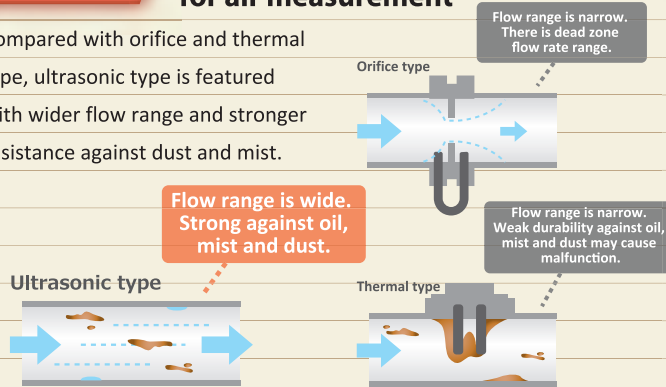 for air measurement
ompared with orifice and thermal
pe, ultrasonic type is featured
ith wider flow range and stronger
sistance against dust and mist.
Flow range is narrow.
There is dead zone
flow rate range.
Orifice type
Flow range is wide.
Strong against oil,
mist and dust.
Flow range is narrow.
Weak durability against oil,
mist and dust may cause
malfunction.
Ultrasonic type
Thermal type